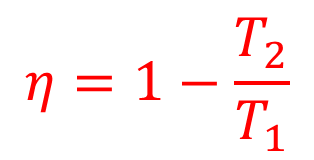 η = 1 − T₂/T₁